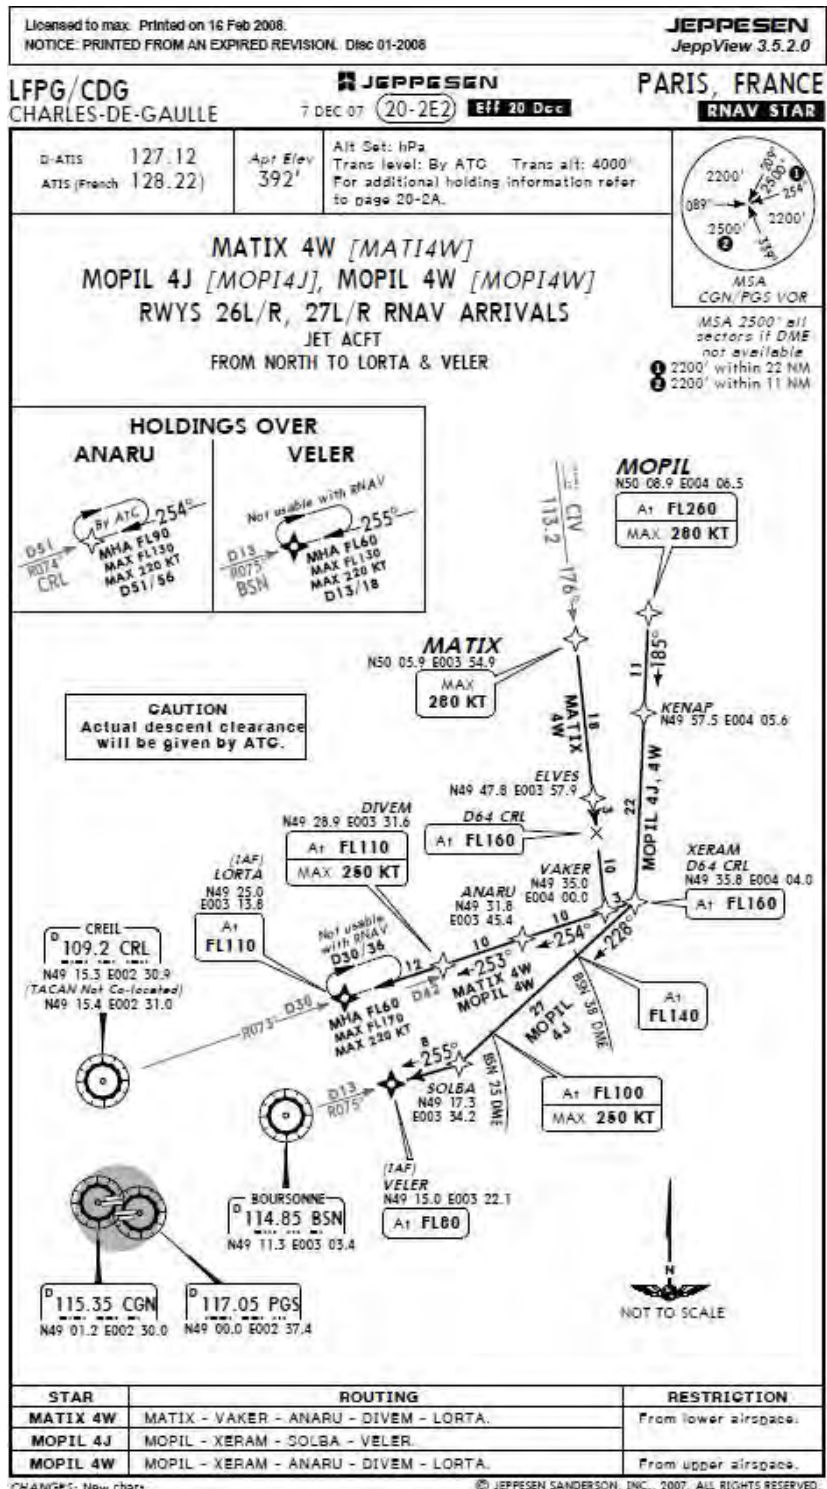 Licensed to max. Printed on 16 Feb 2008.
NOTICE: PRINTED FROM AN EXPIRED REVISION. Disc 01-2008
JEPPESEN
JeppView 3.5.2.0
LFPG/CDG
CHARLES-DE-GAULLE
JEPPESEN
7 DEC 07 20-2E2 Eff 20 Dec
PARIS, FRANCE
RNAV STAR
D-ATIS 127.12
ATIS (French 128.22)
Apt Elev
392'
Alt Set: hPa
Trans level: By ATC Trans alt: 4000'
For additional holding information refer
to page 20-2A.
2200'
209°
2500'
1
254°
089°
2200'
2500'
2
339°
MSA
CGN/PGS VOR
MSA 2500' all
sectors if DME
not available
1 2200' within 22 NM
2 2200' within 11 NM
MATIX 4W [MATI4W]
MOPIL 4J [MOPI4J], MOPIL 4W [MOPI4W]
RWYS 26L/R, 27L/R RNAV ARRIVALS
JET ACFT
FROM NORTH TO LORTA & VELER
HOLDINGS OVER
ANARU
By ATC
254°
D51
R074°
CRL
MHA FL90
MAX FL130
MAX 220 KT
D51/56
VELER
Not usable with RNAV
255°
D13
R075°
BSN
MHA FL60
MAX FL130
MAX 220 KT
D13/18
CIV
113.2
176°
MOPIL
N50 08.9 E004 06.5
At FL260
MAX 280 KT
MATIX
N50 05.9 E003 54.9
MAX
280 KT
11
185°
KENAP
N49 57.5 E004 05.6
CAUTION
Actual descent clearance
will be given by ATC.
18
MATIX
4W
ELVES
N49 47.8 E003 57.9
3
22
MOPIL 4J, 4W
D64 CRL
At FL160
10
DIVEM
N49 28.9 E003 31.6
At FL110
MAX 250 KT
(IAF)
LORTA
N49 25.0
E003 13.8
At
FL110
VAKER
N49 35.0
E004 00.0
XERAM
D64 CRL
N49 35.8 E004 04.0
At FL160
ANARU
N49 31.8
E003 45.4
3
10
254°
10
253°
12
D42
MATIX 4W
MOPIL 4W
228°
Not usable
with RNAV
D30/36
MHA FL60
MAX FL170
MAX 220 KT
R073° D30
CREIL
D 109.2 CRL
N49 15.3 E002 30.9
(TACAN Not Co-located)
N49 15.4 E002 31.0
BSN 38 DME
At
FL140
27
MOPIL
4J
BSN 25 DME
At FL100
MAX 250 KT
8
255°
SOLBA
N49 17.3
E003 34.2
D13
R075°
(IAF)
VELER
N49 15.0 E003 22.1
At FL80
BOURSONNE
D 114.85 BSN
N49 11.3 E003 03.4
D 115.35 CGN
N49 01.2 E002 30.0
D 117.05 PGS
N49 00.0 E002 37.4
N
NOT TO SCALE
STAR ROUTING RESTRICTION
MATIX 4W MATIX - VAKER - ANARU - DIVEM - LORTA. From lower airspace.
MOPIL 4J MOPIL - XERAM - SOLBA - VELER.
MOPIL 4W MOPIL - XERAM - ANARU - DIVEM - LORTA. From upper airspace.
CHANGES: New chart.
© JEPPESEN SANDERSON, INC., 2007. ALL RIGHTS RESERVED.